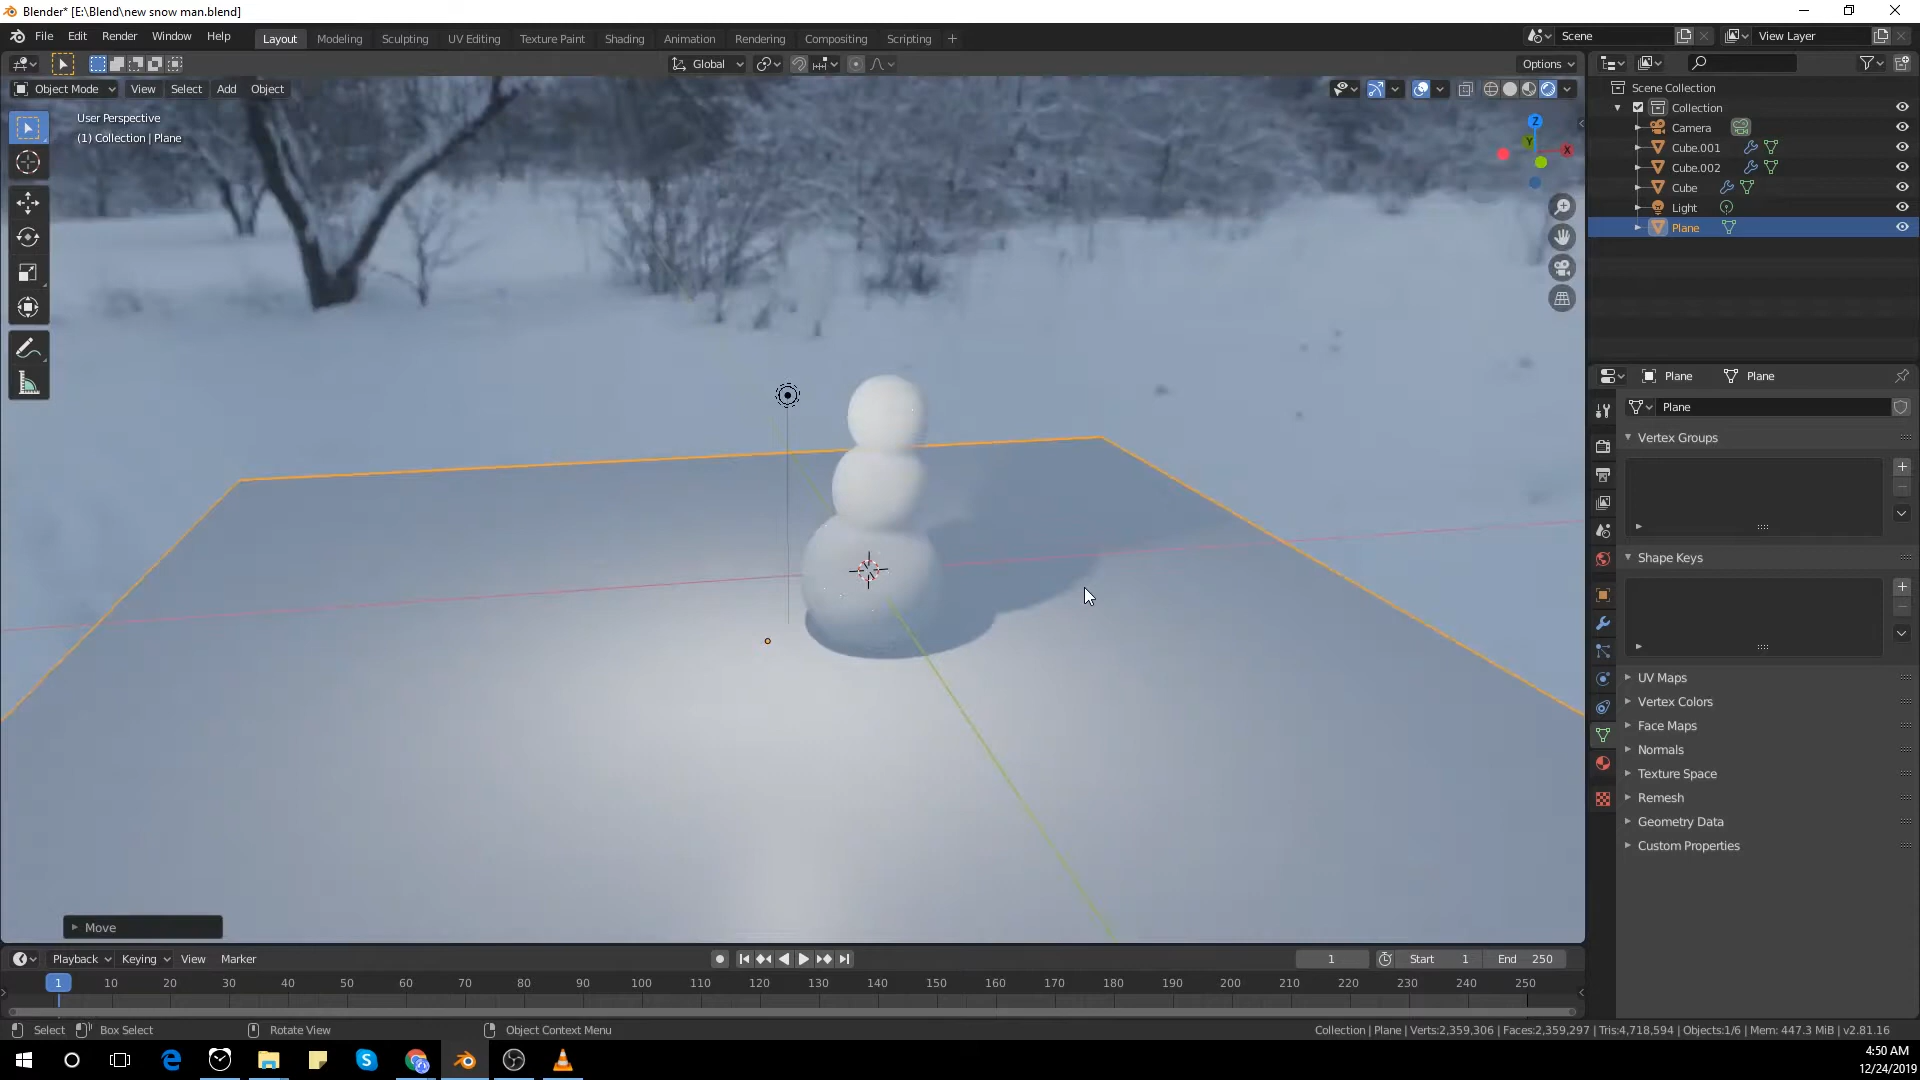 Blender* [E:\Blend\new snow man.blend]
File Edit Render Window Help Layout Modeling Sculpting UV Editing Texture Paint Shading Animation Rendering Compositing Scripting + Scene View Layer
Global Options
Object Mode View Select Add Object
User Perspective
(1) Collection | Plane
Z
Y
X
Scene Collection
Collection
Camera
Cube.001
Cube.002
Cube
Light
Plane
Plane Plane
Plane
Vertex Groups
Shape Keys
UV Maps
Vertex Colors
Face Maps
Normals
Texture Space
Remesh
Geometry Data
Custom Properties
Move
Playback Keying View Marker 1 Start 1 End 250
1 10 20 30 40 50 60 70 80 90 100 110 120 130 140 150 160 170 180 190 200 210 220 230 240 250
Select Box Select Rotate View Object Context Menu Collection | Plane | Verts:2,359,306 | Faces:2,359,297 | Tris:4,718,594 | Objects:1/6 | Mem: 447.3 MiB | v2.81.16
4:50 AM
12/24/2019